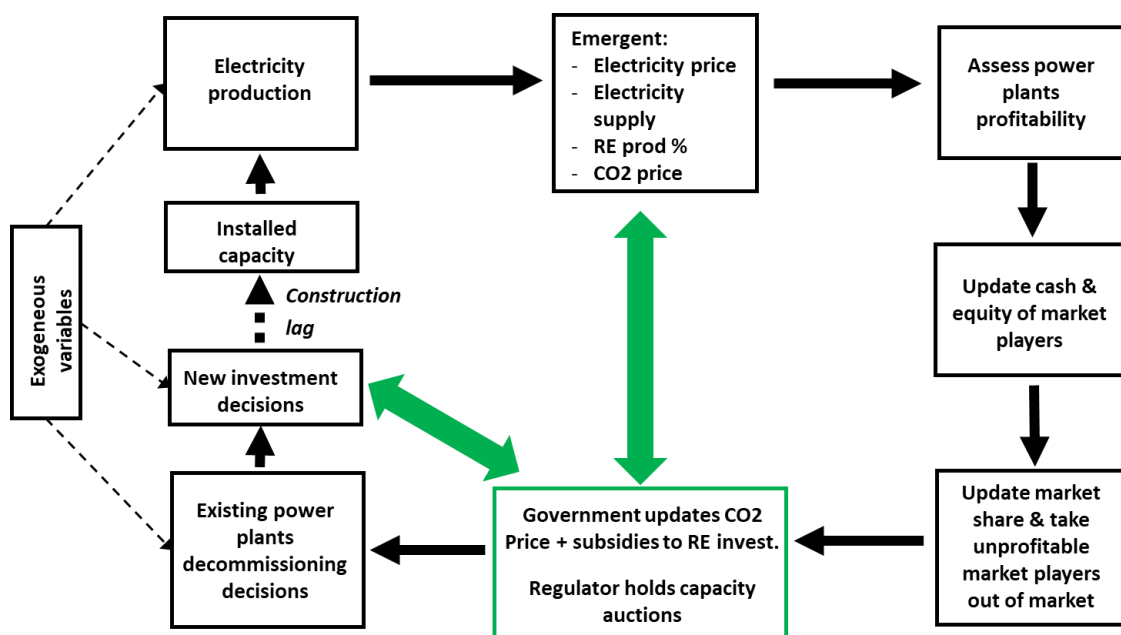 Electricity
production
Emergent:
- Electricity price
- Electricity
supply
- RE prod %
- CO2 price
Assess power
plants
profitability
Installed
capacity
Construction
lag
Exogeneous
variables
New investment
decisions
Update cash &
equity of market
players
Existing power
plants
decommissioning
decisions
Government updates CO2
Price + subsidies to RE invest.
Regulator holds capacity
auctions
Update market
share & take
unprofitable
market players
out of market